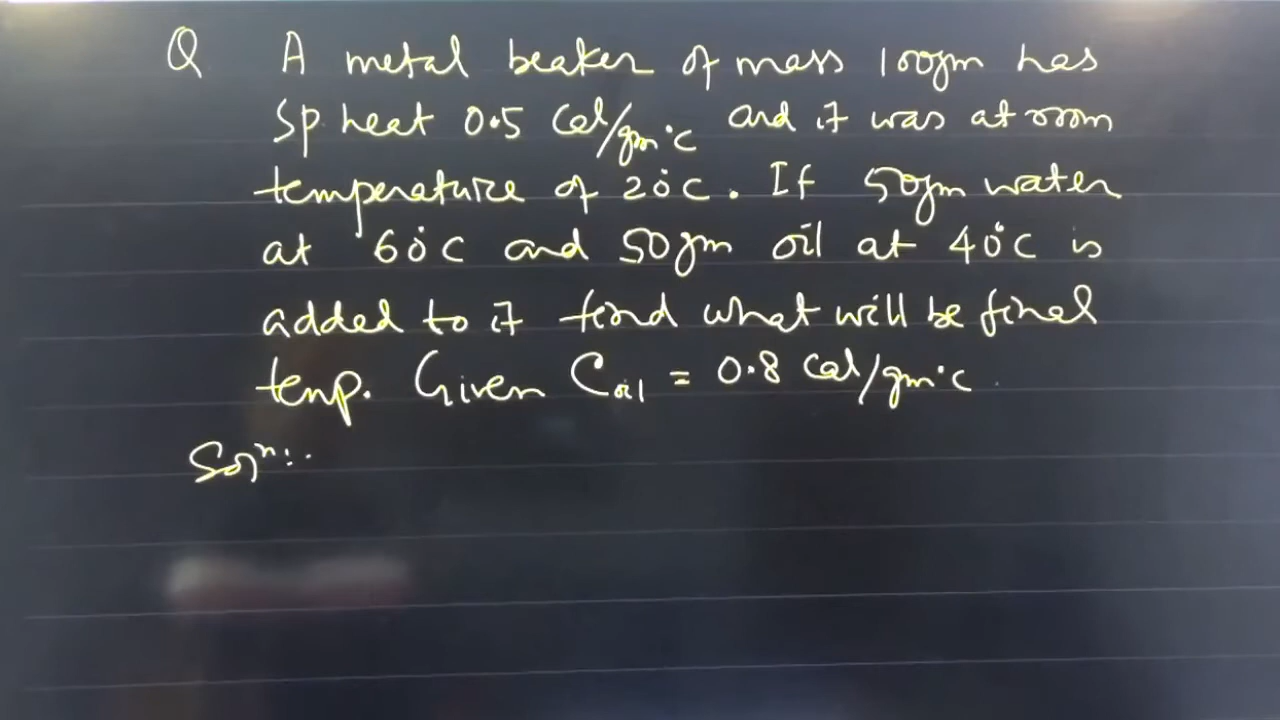 Q A metal beaker of mass 100gm has
Sp heat 0.5 Cal/gm°c and it was at room
temperature of 20°C. If 50gm water
at 60°C and 50gm oil at 40°C is
added to it find what will be final
temp. Given Coil = 0.8 Cal/gm°c
Solⁿ:.